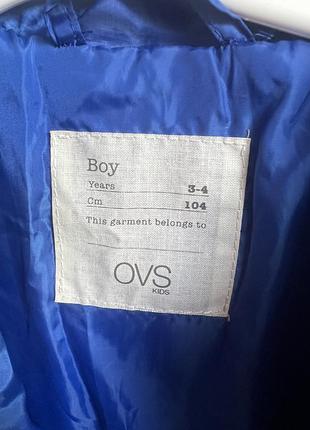 Boy
Years 3-4
Cm 104
This garment belongs to
OVS
KIDS